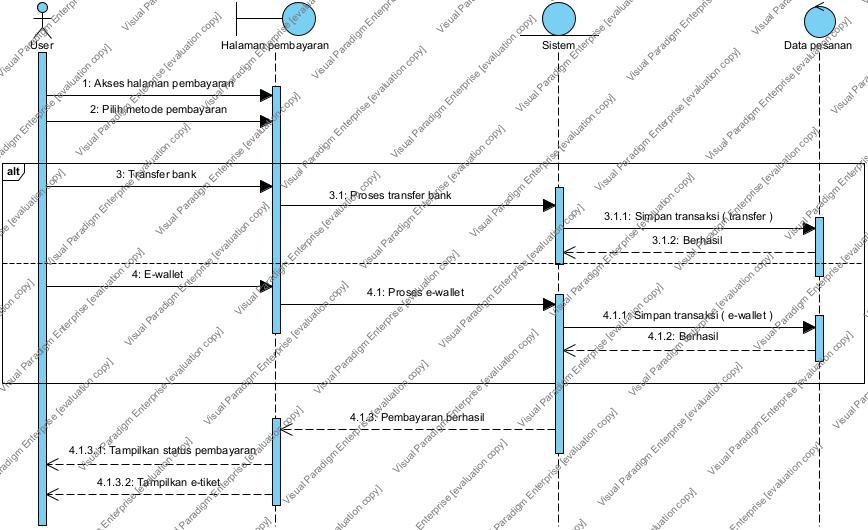 User
Halaman pembayaran
Sistem
Data pesanan
1: Akses halaman pembayaran
2: Pilih metode pembayaran
alt
3: Transfer bank
3.1: Proses transfer bank
3.1.1: Simpan transaksi ( transfer )
3.1.2: Berhasil
4: E-wallet
4.1: Proses e-wallet
4.1.1: Simpan transaksi ( e-wallet )
4.1.2: Berhasil
4.1.3: Pembayaran berhasil
4.1.3.1: Tampilkan status pembayaran
4.1.3.2: Tampilkan e-tiket
Visual Paradigm Enterprise [evaluation copy]